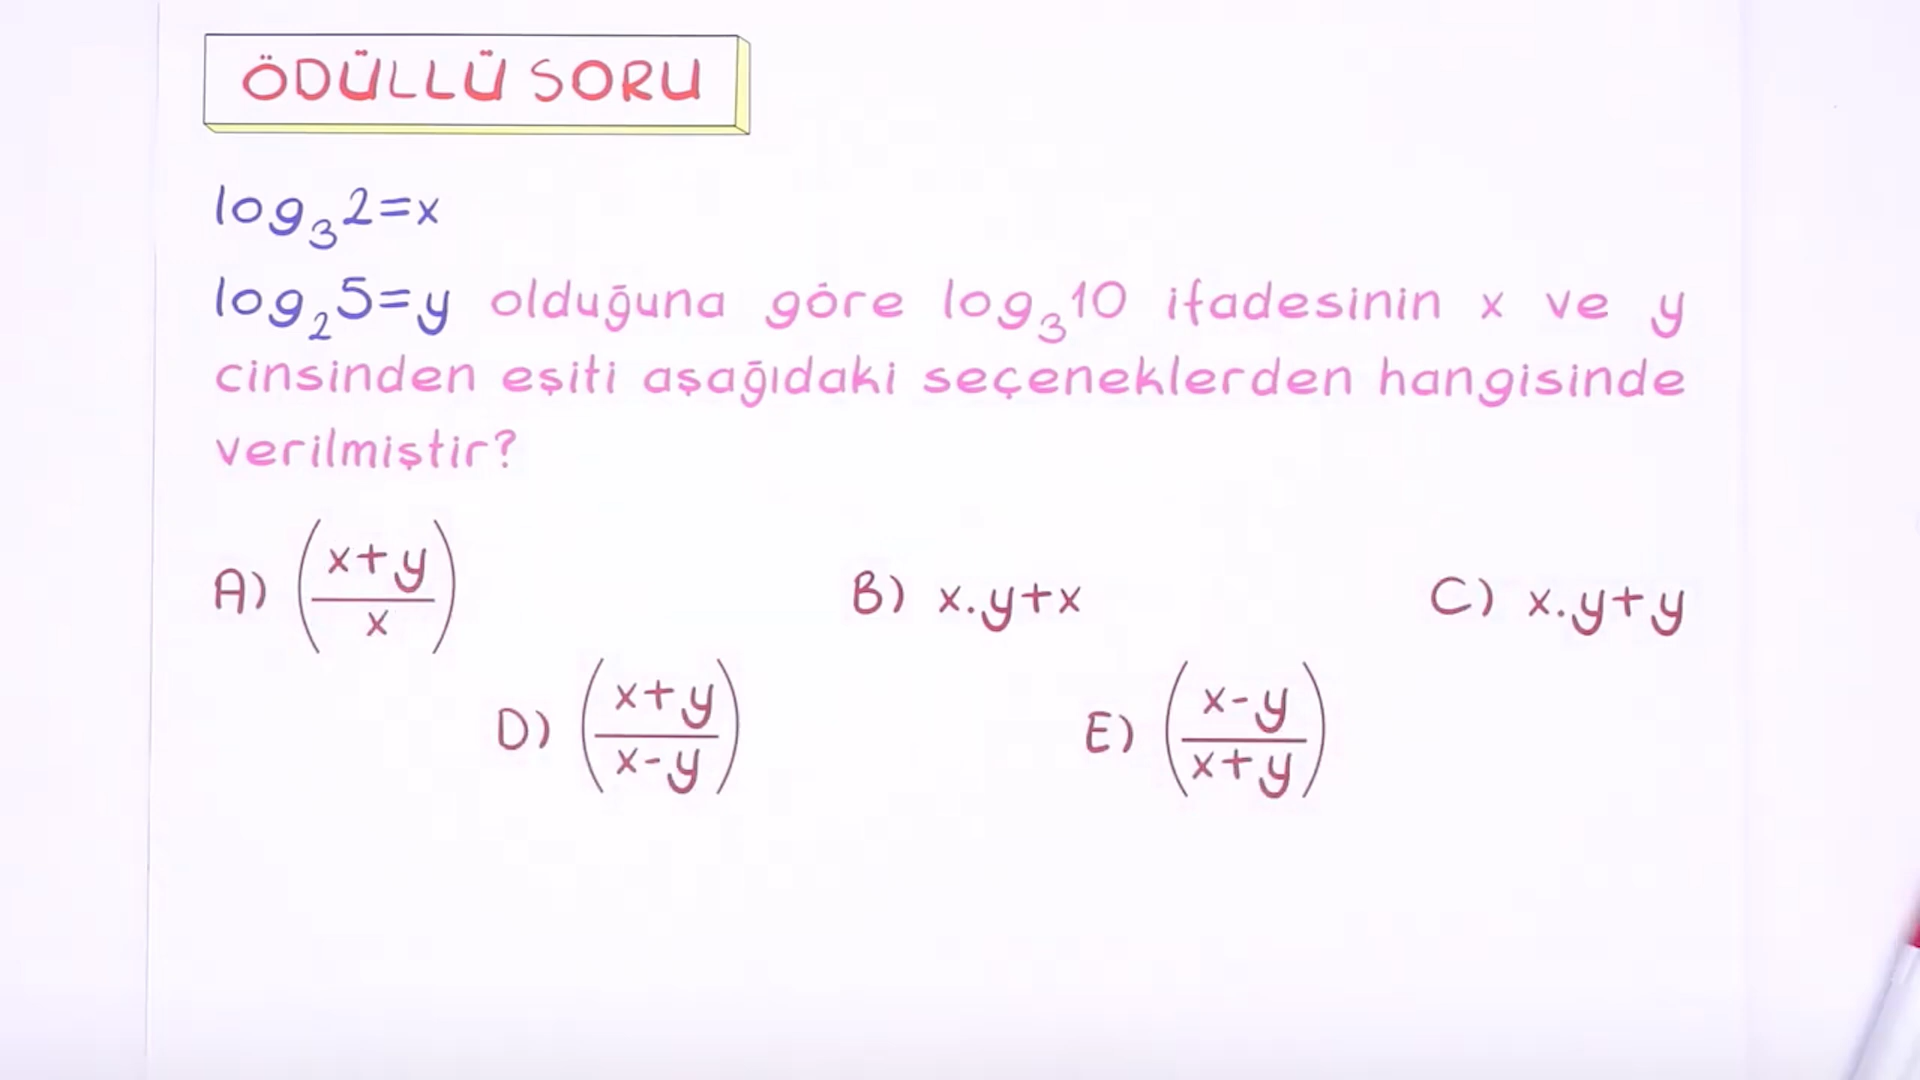 ÖDÜLLÜ SORU
log₃2=x
log₂5=y olduğuna göre log₃10 ifadesinin x ve y
cinsinden eşiti aşağıdaki seçeneklerden hangisinde
verilmiştir?
A) (x+y/x) B) x.y+x C) x.y+y
D) (x+y/x-y) E) (x-y/x+y)